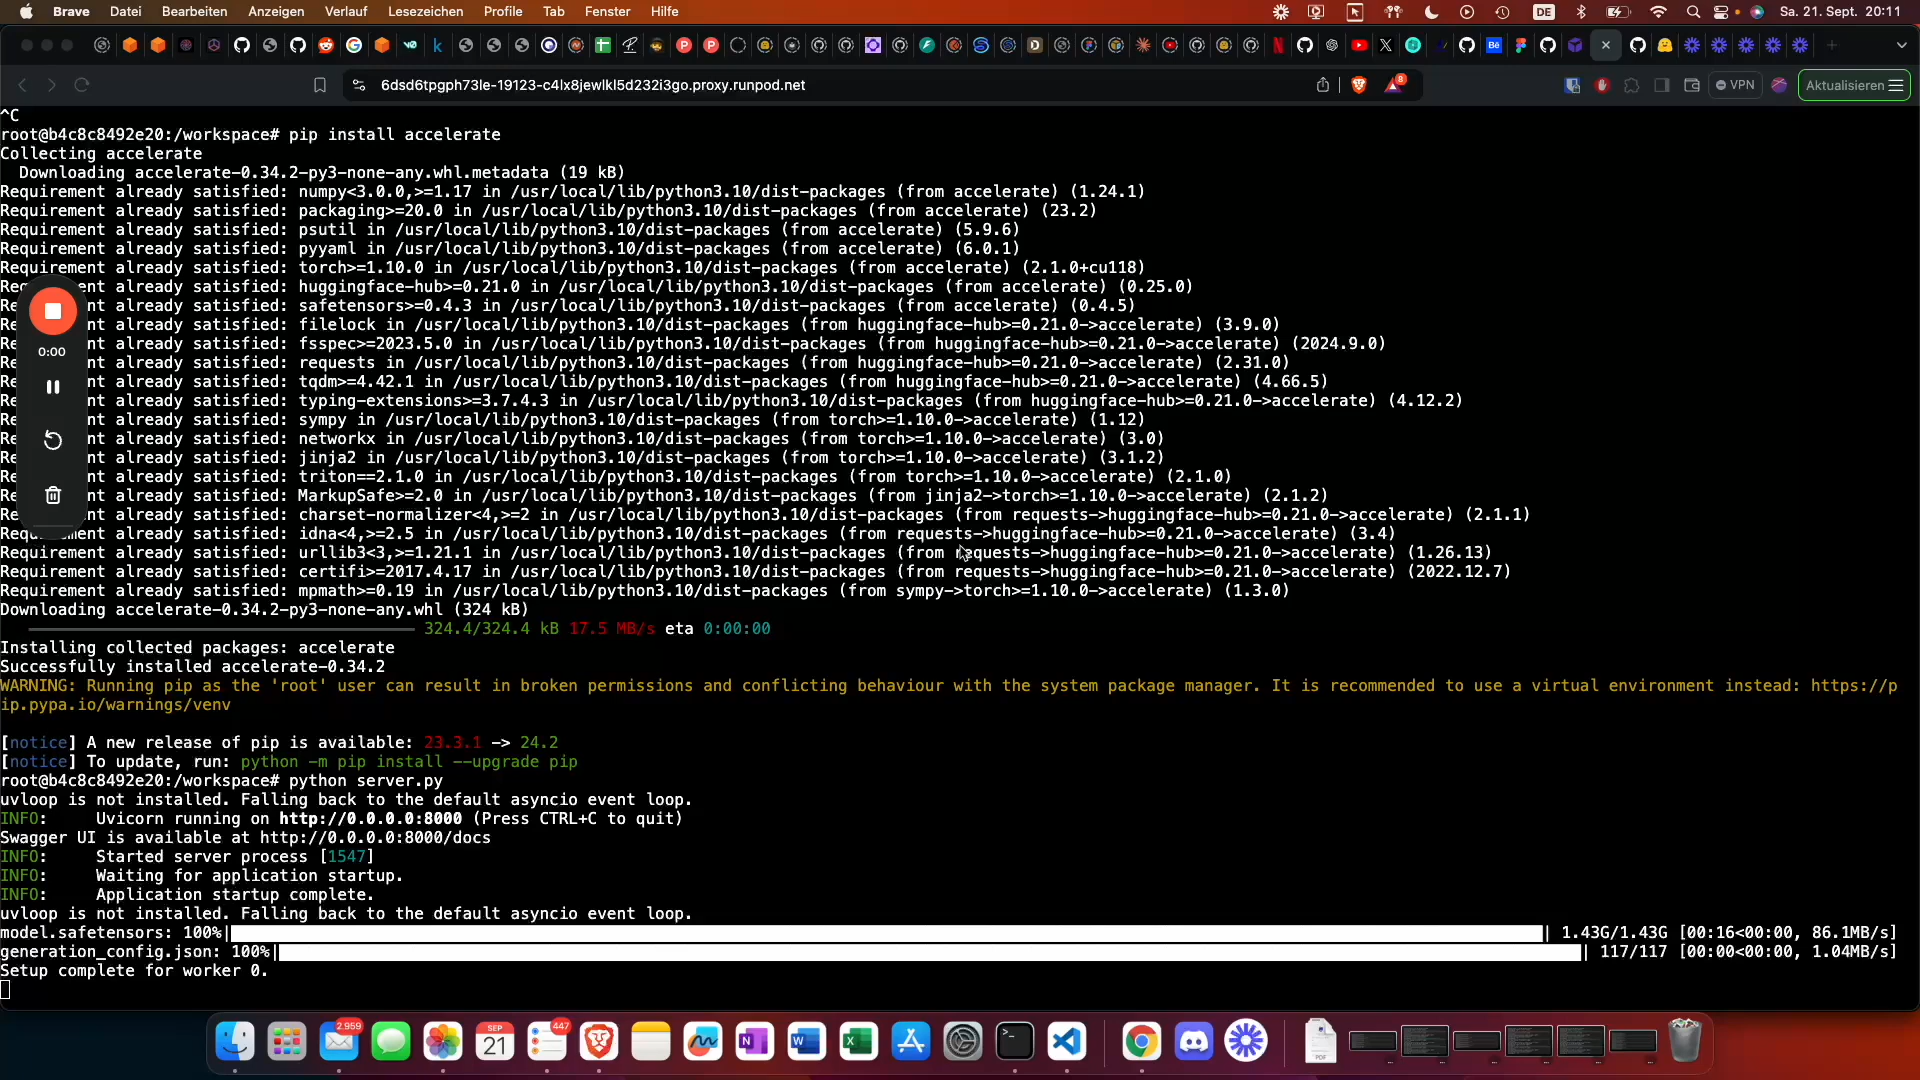 Brave Datei Bearbeiten Anzeigen Verlauf Lesezeichen Profile Tab Fenster Hilfe DE Sa. 21. Sept. 20:11
6dsd6tpgph73le-19123-c4lx8jewlkl5d232i3go.proxy.runpod.net 8 VPN Aktualisieren
^C
root@b4c8c8492e20:/workspace# pip install accelerate
Collecting accelerate
Downloading accelerate-0.34.2-py3-none-any.whl.metadata (19 kB)
Requirement already satisfied: numpy<3.0.0,>=1.17 in /usr/local/lib/python3.10/dist-packages (from accelerate) (1.24.1)
Requirement already satisfied: packaging>=20.0 in /usr/local/lib/python3.10/dist-packages (from accelerate) (23.2)
Requirement already satisfied: psutil in /usr/local/lib/python3.10/dist-packages (from accelerate) (5.9.6)
Requirement already satisfied: pyyaml in /usr/local/lib/python3.10/dist-packages (from accelerate) (6.0.1)
Requirement already satisfied: torch>=1.10.0 in /usr/local/lib/python3.10/dist-packages (from accelerate) (2.1.0+cu118)
Re nt already satisfied: huggingface-hub>=0.21.0 in /usr/local/lib/python3.10/dist-packages (from accelerate) (0.25.0)
Re nt already satisfied: safetensors>=0.4.3 in /usr/local/lib/python3.10/dist-packages (from accelerate) (0.4.5)
Re nt already satisfied: filelock in /usr/local/lib/python3.10/dist-packages (from huggingface-hub>=0.21.0->accelerate) (3.9.0)
Re nt already satisfied: fsspec>=2023.5.0 in /usr/local/lib/python3.10/dist-packages (from huggingface-hub>=0.21.0->accelerate) (2024.9.0)
Re nt already satisfied: requests in /usr/local/lib/python3.10/dist-packages (from huggingface-hub>=0.21.0->accelerate) (2.31.0)
Re nt already satisfied: tqdm>=4.42.1 in /usr/local/lib/python3.10/dist-packages (from huggingface-hub>=0.21.0->accelerate) (4.66.5)
Re nt already satisfied: typing-extensions>=3.7.4.3 in /usr/local/lib/python3.10/dist-packages (from huggingface-hub>=0.21.0->accelerate) (4.12.2)
Re nt already satisfied: sympy in /usr/local/lib/python3.10/dist-packages (from torch>=1.10.0->accelerate) (1.12)
Re nt already satisfied: networkx in /usr/local/lib/python3.10/dist-packages (from torch>=1.10.0->accelerate) (3.0)
Re nt already satisfied: jinja2 in /usr/local/lib/python3.10/dist-packages (from torch>=1.10.0->accelerate) (3.1.2)
Re nt already satisfied: triton==2.1.0 in /usr/local/lib/python3.10/dist-packages (from torch>=1.10.0->accelerate) (2.1.0)
Re nt already satisfied: MarkupSafe>=2.0 in /usr/local/lib/python3.10/dist-packages (from jinja2->torch>=1.10.0->accelerate) (2.1.2)
Re nt already satisfied: charset-normalizer<4,>=2 in /usr/local/lib/python3.10/dist-packages (from requests->huggingface-hub>=0.21.0->accelerate) (2.1.1)
Re nt already satisfied: idna<4,>=2.5 in /usr/local/lib/python3.10/dist-packages (from requests->huggingface-hub>=0.21.0->accelerate) (3.4)
Requirement already satisfied: urllib3<3,>=1.21.1 in /usr/local/lib/python3.10/dist-packages (from requests->huggingface-hub>=0.21.0->accelerate) (1.26.13)
Requirement already satisfied: certifi>=2017.4.17 in /usr/local/lib/python3.10/dist-packages (from requests->huggingface-hub>=0.21.0->accelerate) (2022.12.7)
Requirement already satisfied: mpmath>=0.19 in /usr/local/lib/python3.10/dist-packages (from sympy->torch>=1.10.0->accelerate) (1.3.0)
Downloading accelerate-0.34.2-py3-none-any.whl (324 kB)
324.4/324.4 kB 17.5 MB/s eta 0:00:00
Installing collected packages: accelerate
Successfully installed accelerate-0.34.2
WARNING: Running pip as the 'root' user can result in broken permissions and conflicting behaviour with the system package manager. It is recommended to use a virtual environment instead: https://p
ip.pypa.io/warnings/venv
[notice] A new release of pip is available: 23.3.1 -> 24.2
[notice] To update, run: python -m pip install --upgrade pip
root@b4c8c8492e20:/workspace# python server.py
uvloop is not installed. Falling back to the default asyncio event loop.
INFO: Uvicorn running on http://0.0.0.0:8000 (Press CTRL+C to quit)
Swagger UI is available at http://0.0.0.0:8000/docs
INFO: Started server process [1547]
INFO: Waiting for application startup.
INFO: Application startup complete.
uvloop is not installed. Falling back to the default asyncio event loop.
model.safetensors: 100%| | 1.43G/1.43G [00:16<00:00, 86.1MB/s]
generation_config.json: 100%| | 117/117 [00:00<00:00, 1.04MB/s]
Setup complete for worker 0.
0:00
2.959
SEP
21
447
PDF